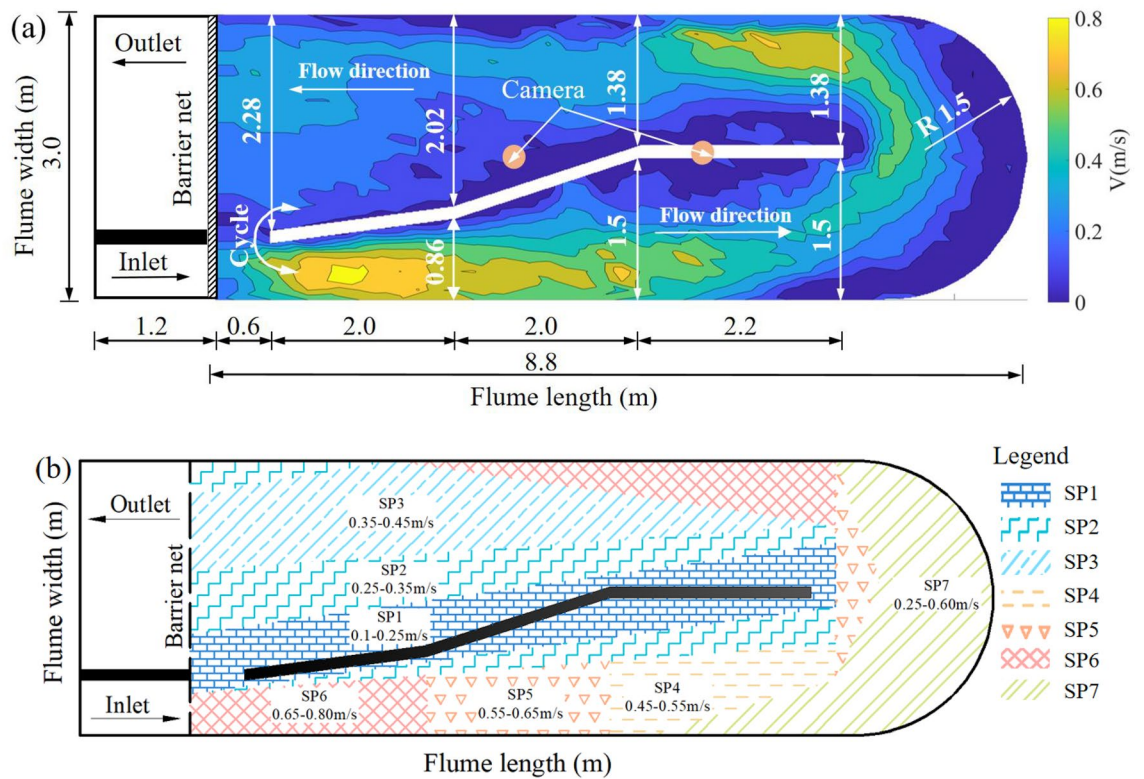 (a)
Outlet
Flow direction
Camera
2.28
2.02
1.38
1.38
R 1.5
Flume width (m)
3.0
Barrier net
Cycle
Flow direction
Inlet
0.86
1.5
1.5
0.8
0.6
0.4
0.2
0
V(m/s)
1.2
0.6
2.0
2.0
2.2
8.8
Flume length (m)
(b)
Outlet
SP3
0.35-0.45m/s
SP2
0.25-0.35m/s
SP1
0.1-0.25m/s
SP7
0.25-0.60m/s
Flume width (m)
Barrier net
Inlet
SP6
0.65-0.80m/s
SP5
0.55-0.65m/s
SP4
0.45-0.55m/s
Flume length (m)
Legend
SP1
SP2
SP3
SP4
SP5
SP6
SP7